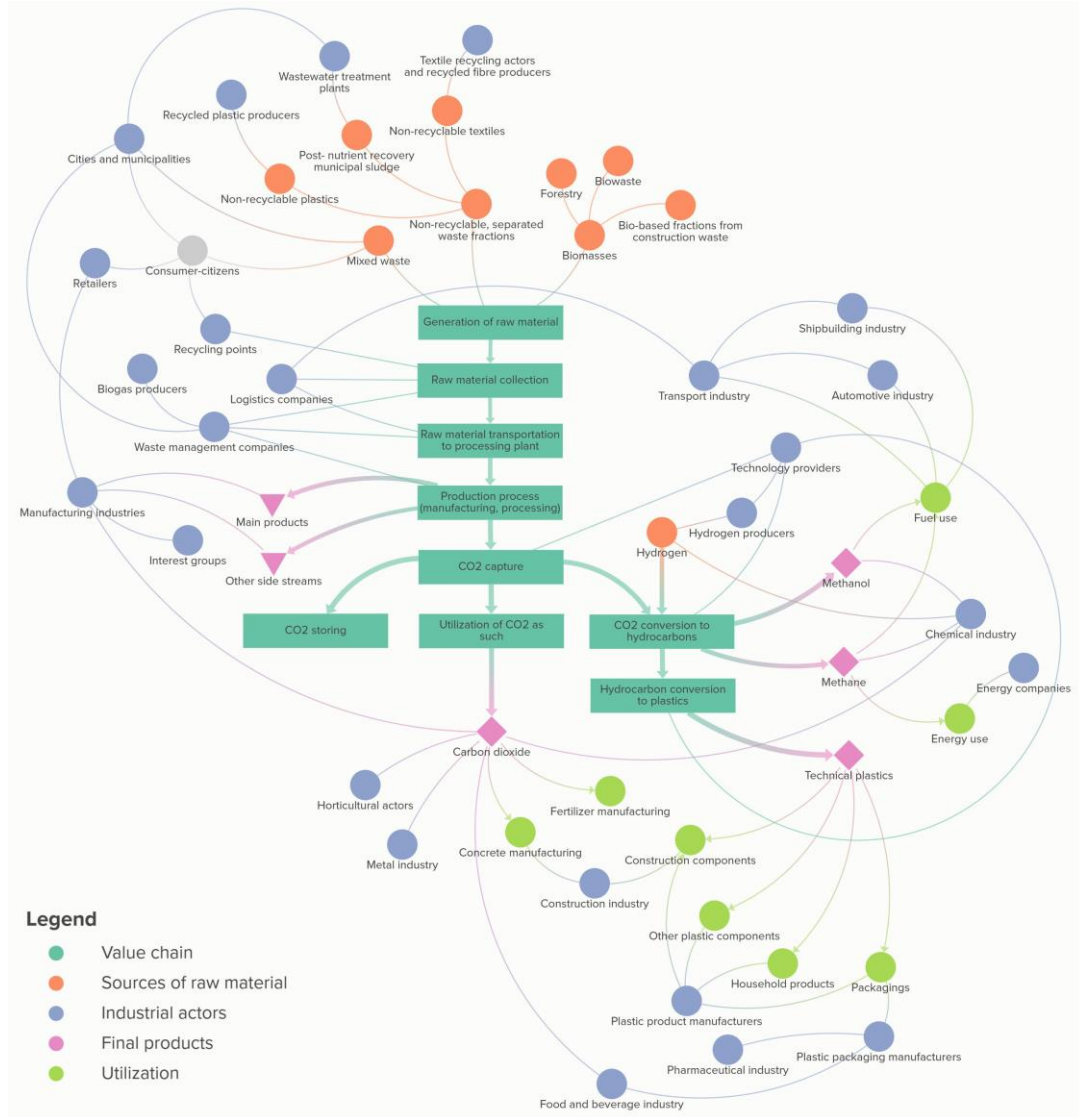 Wastewater treatment
plants
Textile recycling actors
and recycled fibre producers
Recycled plastic producers
Non-recyclable textiles
Cities and municipalities
Post- nutrient recovery
municipal sludge
Non-recyclable plastics
Forestry
Biowaste
Non-recyclable, separated
waste fractions
Bio-based fractions from
construction waste
Biomasses
Mixed waste
Consumer-citizens
Retailers
Generation of raw material
Shipbuilding industry
Recycling points
Biogas producers
Logistics companies
Raw material collection
Transport industry
Automotive industry
Waste management companies
Raw material transportation
to processing plant
Technology providers
Manufacturing industries
Main products
Production process
(manufacturing, processing)
Hydrogen producers
Fuel use
Interest groups
Other side streams
Hydrogen
CO2 capture
Methanol
CO2 storing
Utilization of CO2 as
such
CO2 conversion to
hydrocarbons
Chemical industry
Methane
Energy companies
Hydrocarbon conversion
to plastics
Energy use
Carbon dioxide
Technical plastics
Horticultural actors
Fertilizer manufacturing
Metal industry
Concrete manufacturing
Construction components
Construction industry
Other plastic components
Household products
Packagings
Plastic product manufacturers
Pharmaceutical industry
Plastic packaging manufacturers
Food and beverage industry
Legend
Value chain
Sources of raw material
Industrial actors
Final products
Utilization